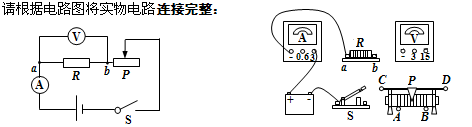 请根据电路图将实物电路连接完整：
V
a R b P
A
S
A
- 0.6 3
R
a b
V
- 3 15
+ -
S
C P D
A B